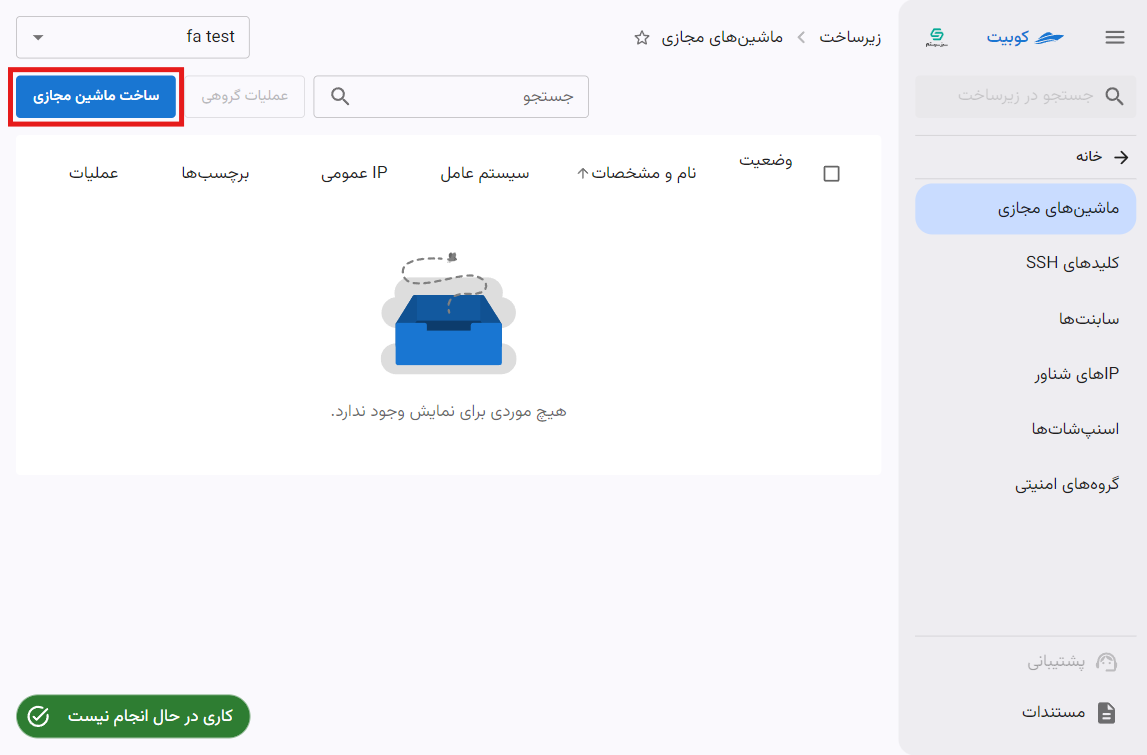 کوبیت
جستجو در زیرساخت
خانه
ماشین‌های مجازی
کلیدهای SSH
سابنت‌ها
IPهای شناور
اسنپ‌شات‌ها
گروه‌های امنیتی
پشتیبانی
مستندات
زیرساخت > ماشین‌های مجازی
fa test
جستجو
عملیات گروهی
ساخت ماشین مجازی
وضعیت
نام و مشخصات
سیستم عامل
IP عمومی
برچسب‌ها
عملیات
هیچ موردی برای نمایش وجود ندارد.
کاری در حال انجام نیست